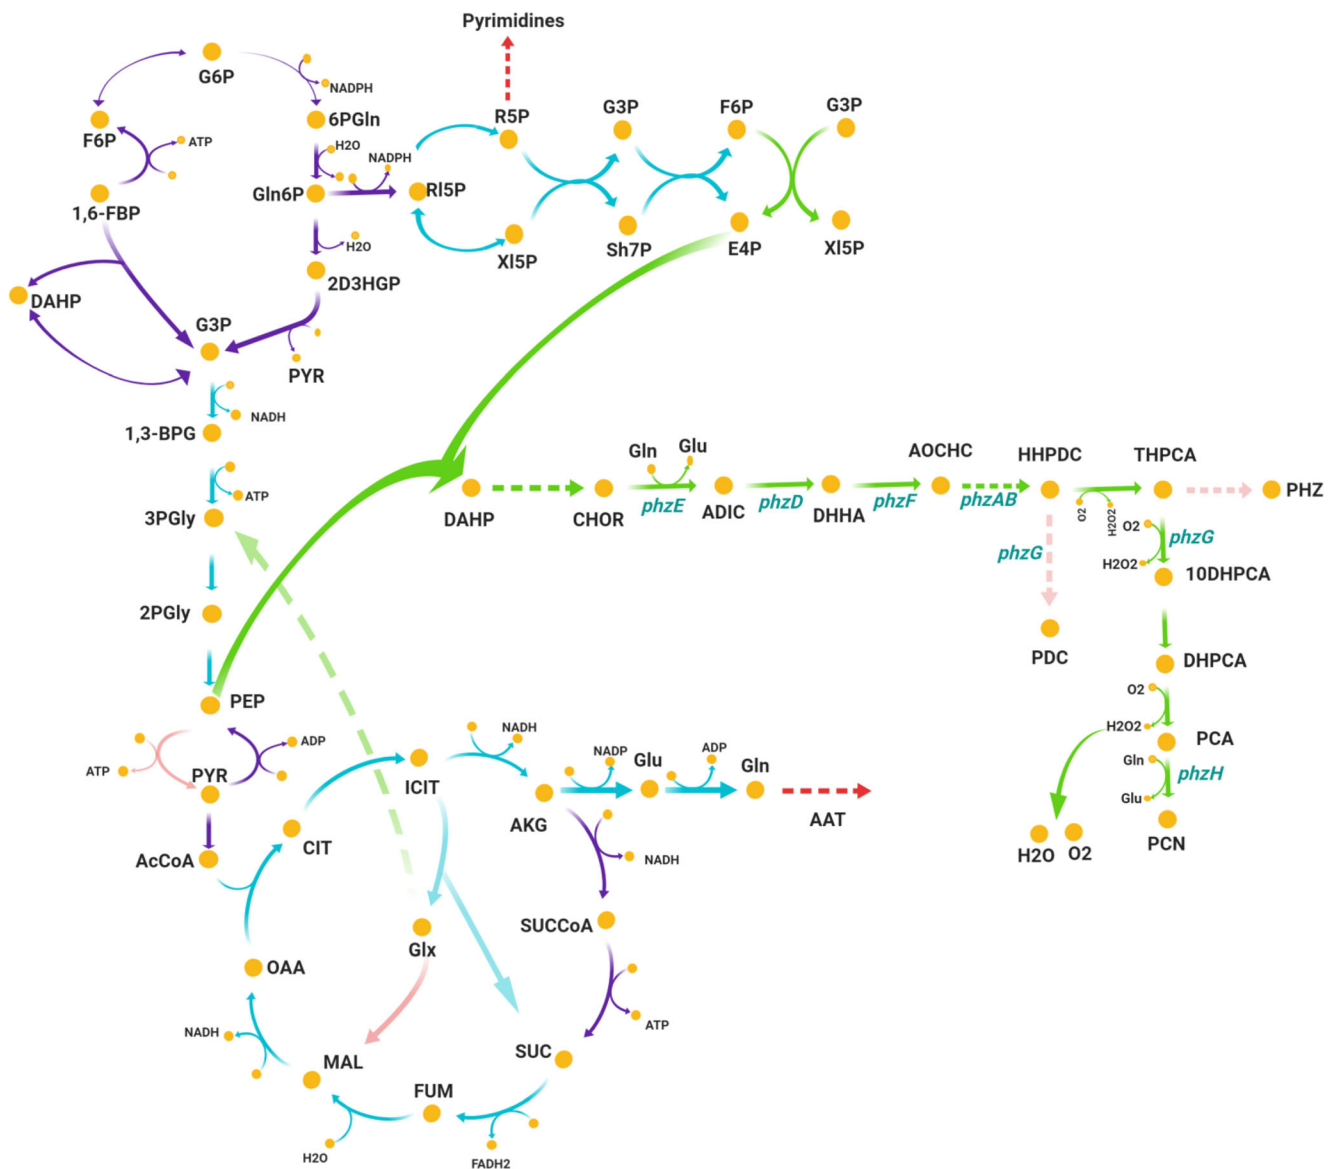 Pyrimidines
G6P
NADPH
F6P
ATP
6PGln
H2O
NADPH
R5P
G3P
F6P
G3P
1,6-FBP
Gln6P
Rl5P
H2O
Xl5P
Sh7P
E4P
Xl5P
DAHP
2D3HGP
G3P
PYR
NADH
1,3-BPG
ATP
3PGly
2PGly
PEP
Gln
Glu
AOCHC
HHPDC
THPCA
DAHP
CHOR
phzE
ADIC
phzD
DHHA
phzF
phzAB
O2
H2O2
PHZ
O2
phzG
phzG
H2O2
10DHPCA
PDC
DHPCA
O2
H2O2
PCA
Gln
phzH
Glu
PCN
H2O
O2
ADP
ATP
PYR
AcCoA
CIT
ICIT
NADH
AKG
NADP
Glu
ADP
Gln
AAT
NADH
SUCCoA
Glx
OAA
ATP
NADH
MAL
SUC
FUM
H2O
FADH2